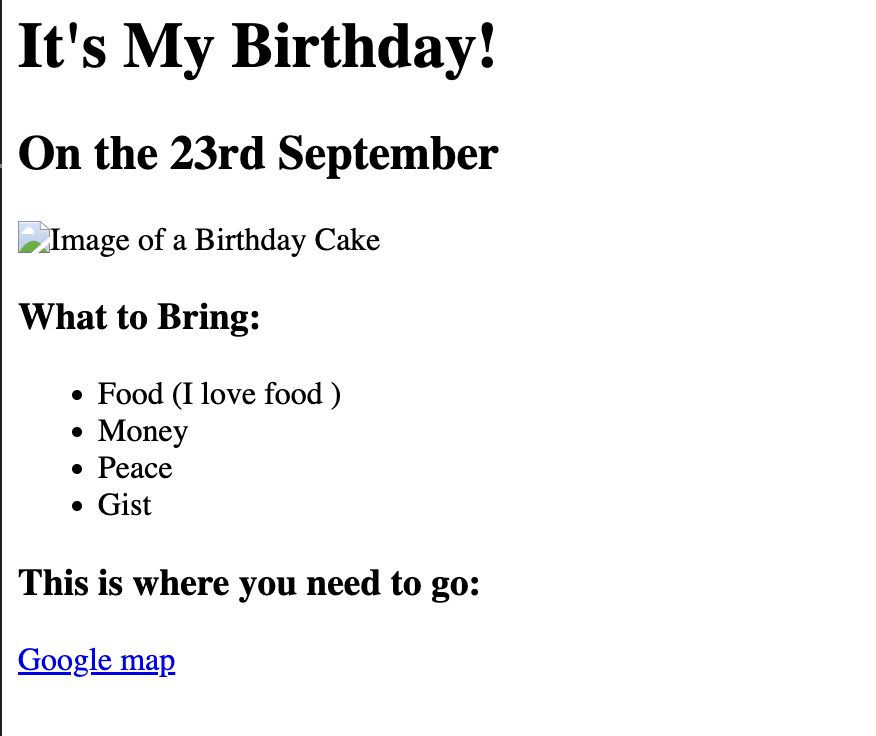 It's My Birthday!
On the 23rd September
Image of a Birthday Cake
What to Bring:
Food (I love food )
Money
Peace
Gist
This is where you need to go:
Google map